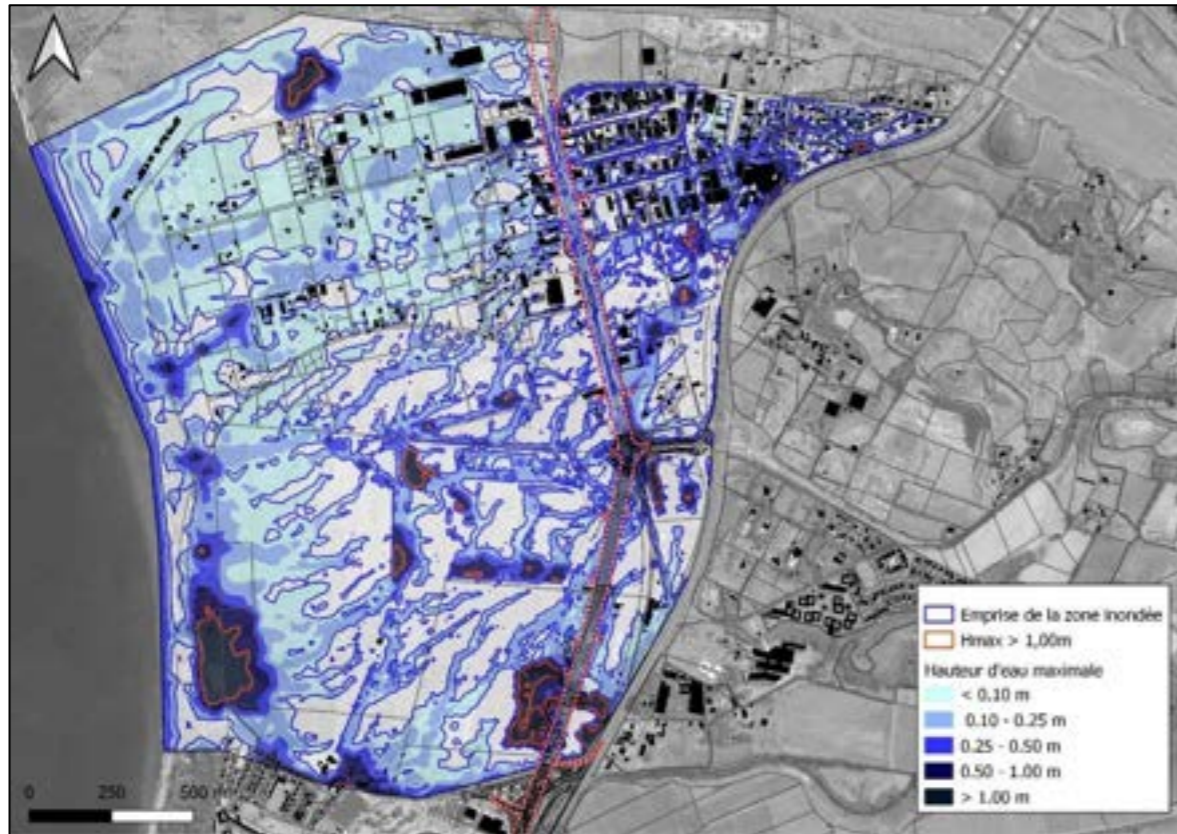 Emprise de la zone inondée
Hmax > 1,00m
Hauteur d'eau maximale
< 0.10 m
0.10 - 0.25 m
0.25 - 0.50 m
0.50 - 1.00 m
> 1.00 m
0 250 500 m